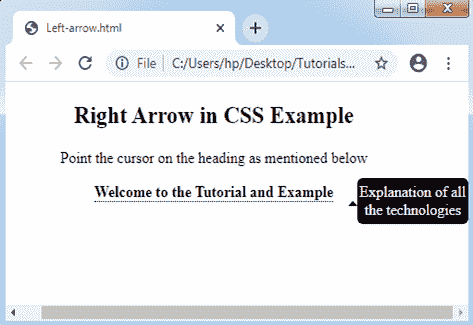 Left-arrow.html
File | C:/Users/hp/Desktop/Tutorials...
Right Arrow in CSS Example
Point the cursor on the heading as mentioned below
Welcome to the Tutorial and Example
Explanation of all
the technologies